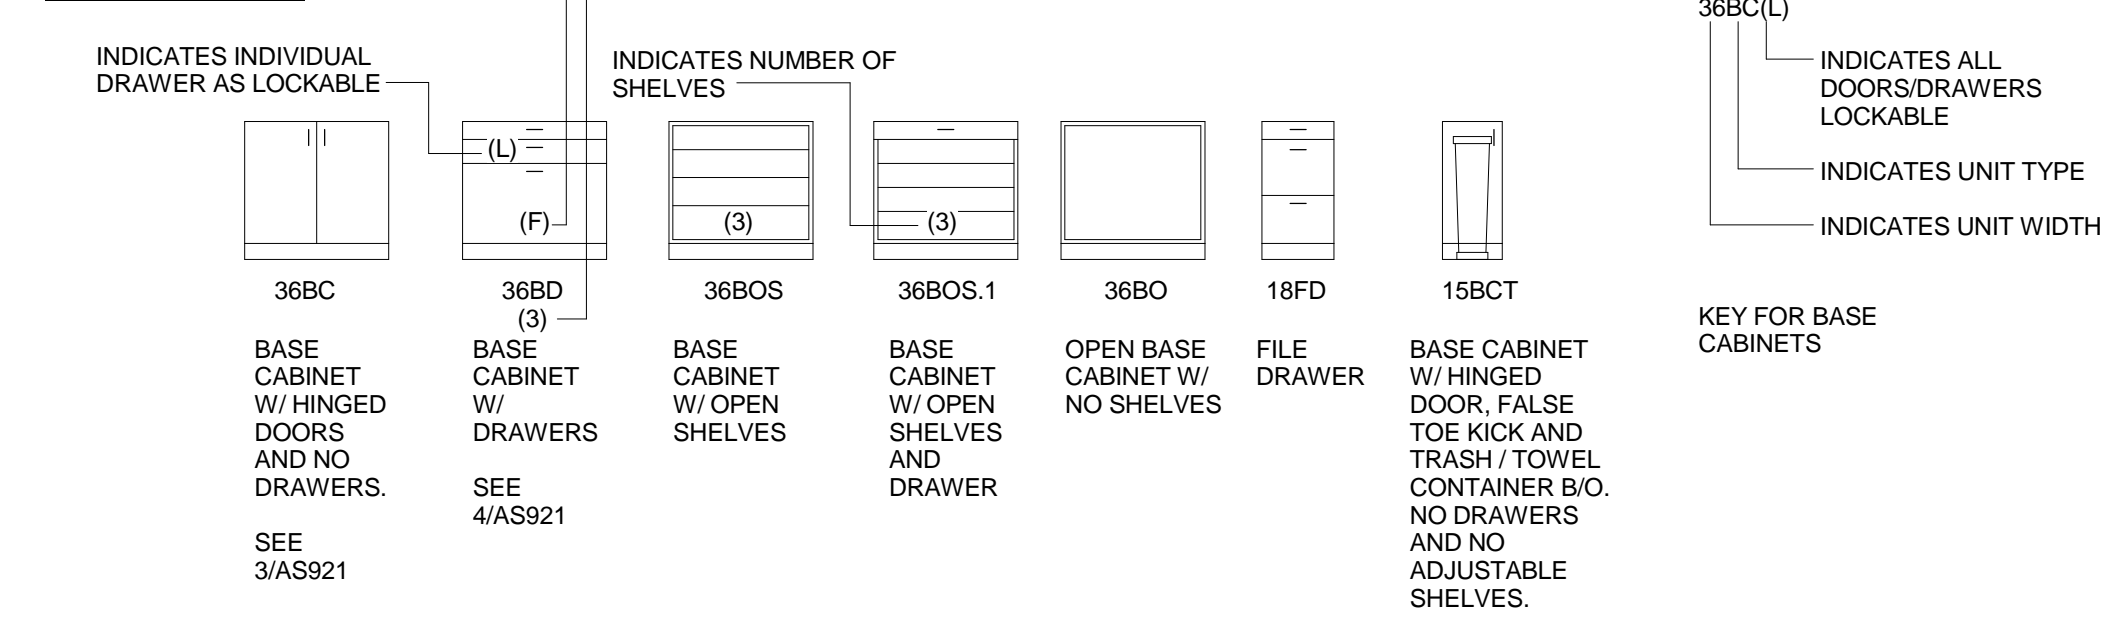 36BC(L)
INDICATES INDIVIDUAL
DRAWER AS LOCKABLE
INDICATES NUMBER OF
SHELVES
INDICATES ALL
DOORS/DRAWERS
LOCKABLE
INDICATES UNIT TYPE
INDICATES UNIT WIDTH
(L)
(F)
(3)
(3)
36BC
36BD
(3)
36BOS
36BOS.1
36BO
18FD
15BCT
KEY FOR BASE
CABINETS
BASE
CABINET
W/ HINGED
DOORS
AND NO
DRAWERS.
SEE
3/AS921
BASE
CABINET
W/
DRAWERS
SEE
4/AS921
BASE
CABINET
W/ OPEN
SHELVES
BASE
CABINET
W/ OPEN
SHELVES
AND
DRAWER
OPEN BASE
CABINET W/
NO SHELVES
FILE
DRAWER
BASE CABINET
W/ HINGED
DOOR, FALSE
TOE KICK AND
TRASH / TOWEL
CONTAINER B/O.
NO DRAWERS
AND NO
ADJUSTABLE
SHELVES.